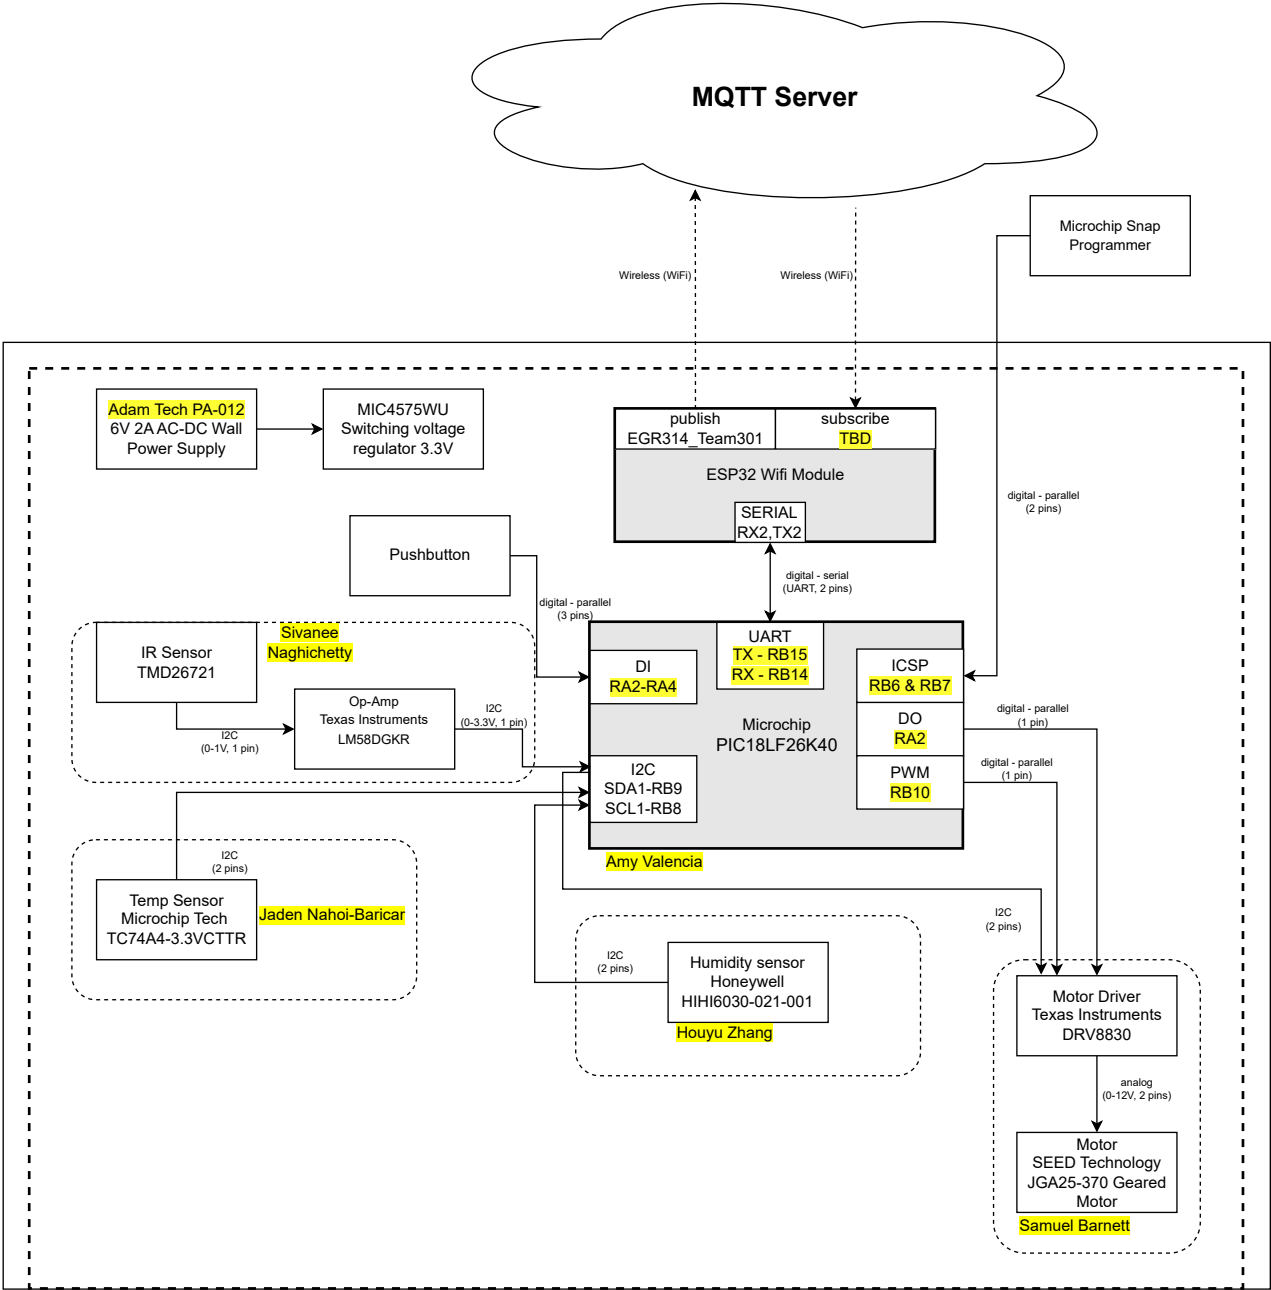 MQTT Server
Microchip Snap
Programmer
Wireless (WiFi)
Wireless (WiFi)
Adam Tech PA-012
6V 2A AC-DC Wall
Power Supply
MIC4575WU
Switching voltage
regulator 3.3V
publish
EGR314_Team301
subscribe
TBD
ESP32 Wifi Module
SERIAL
RX2,TX2
digital - parallel
(2 pins)
Pushbutton
digital - serial
(UART, 2 pins)
digital - parallel
(3 pins)
Sivanee
Naghichetty
IR Sensor
TMD26721
I2C
(0-1V, 1 pin)
Op-Amp
Texas Instruments
LM58DGKR
I2C
(0-3.3V, 1 pin)
UART
TX - RB15
RX - RB14
DI
RA2-RA4
ICSP
RB6 & RB7
Microchip
PIC18LF26K40
DO
RA2
digital - parallel
(1 pin)
I2C
SDA1-RB9
SCL1-RB8
PWM
RB10
digital - parallel
(1 pin)
Amy Valencia
I2C
(2 pins)
Temp Sensor
Microchip Tech
TC74A4-3.3VCTTR
Jaden Nahoi-Baricar
I2C
(2 pins)
Humidity sensor
Honeywell
HIHI6030-021-001
Houyu Zhang
I2C
(2 pins)
Motor Driver
Texas Instruments
DRV8830
analog
(0-12V, 2 pins)
Motor
SEED Technology
JGA25-370 Geared
Motor
Samuel Barnett